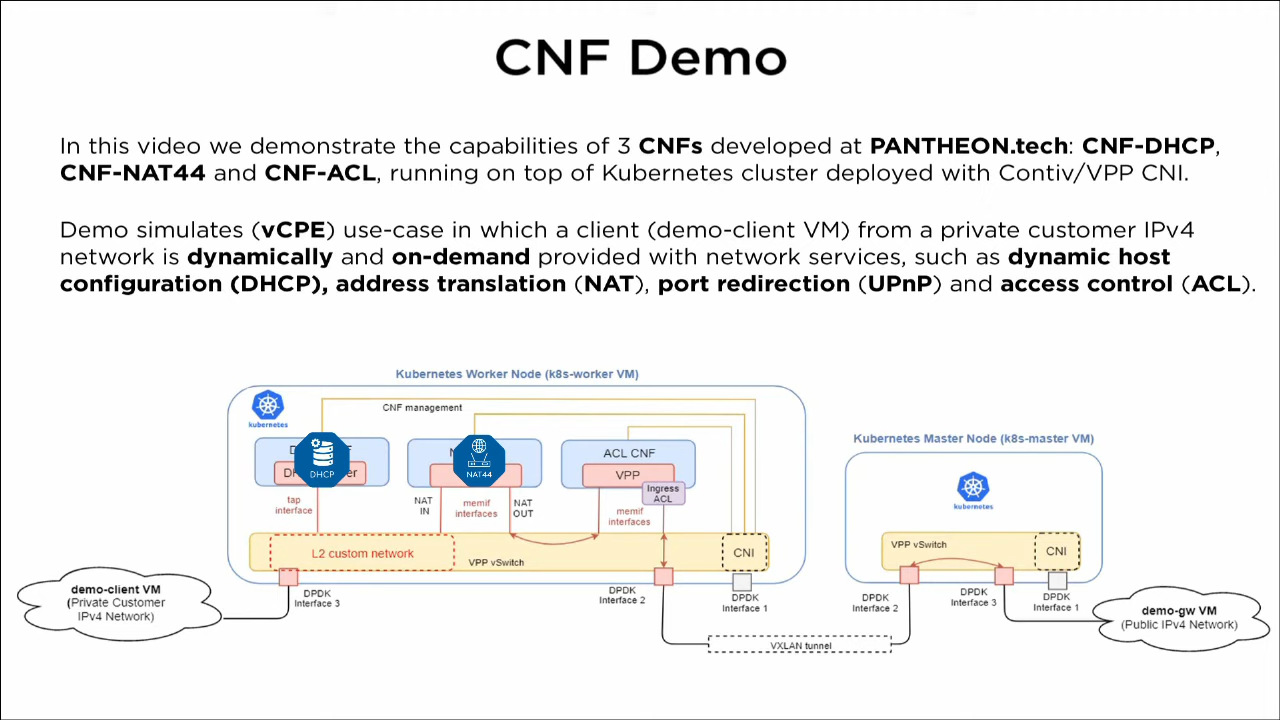 CNF Demo
In this video we demonstrate the capabilities of 3 CNFs developed at PANTHEON.tech: CNF-DHCP,
CNF-NAT44 and CNF-ACL, running on top of Kubernetes cluster deployed with Contiv/VPP CNI.
Demo simulates (vCPE) use-case in which a client (demo-client VM) from a private customer IPv4
network is dynamically and on-demand provided with network services, such as dynamic host
configuration (DHCP), address translation (NAT), port redirection (UPnP) and access control (ACL).
Kubernetes Worker Node (k8s-worker VM)
kubernetes
CNF management
DHCP
NAT44
ACL CNF
VPP
Ingress
ACL
tap
interface
NAT
IN
memif
interfaces
NAT
OUT
memif
interfaces
L2 custom network
VPP vSwitch
CNI
DPDK
Interface 3
DPDK
Interface 2
DPDK
Interface 1
demo-client VM
(Private Customer
IPv4 Network)
VXLAN tunnel
Kubernetes Master Node (k8s-master VM)
kubernetes
VPP vSwitch
CNI
DPDK
Interface 2
DPDK
Interface 3
DPDK
Interface 1
demo-gw VM
(Public IPv4 Network)